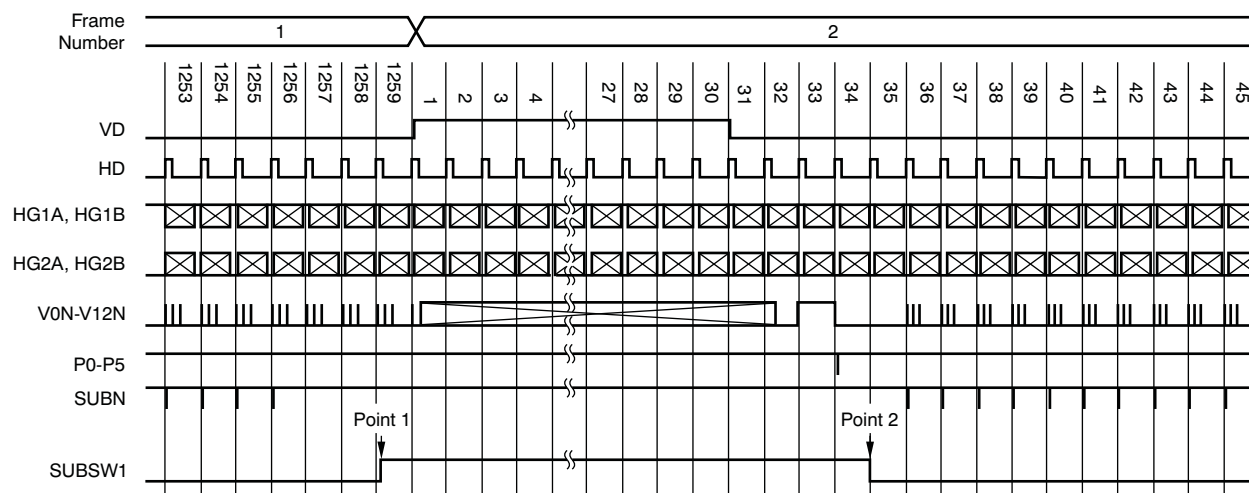 Frame
Number
1
2
1253 1254 1255 1256 1257 1258 1259 1 2 3 4 27 28 29 30 31 32 33 34 35 36 37 38 39 40 41 42 43 44 45
VD
HD
HG1A, HG1B
HG2A, HG2B
V0N-V12N
P0-P5
SUBN
Point 1
Point 2
SUBSW1